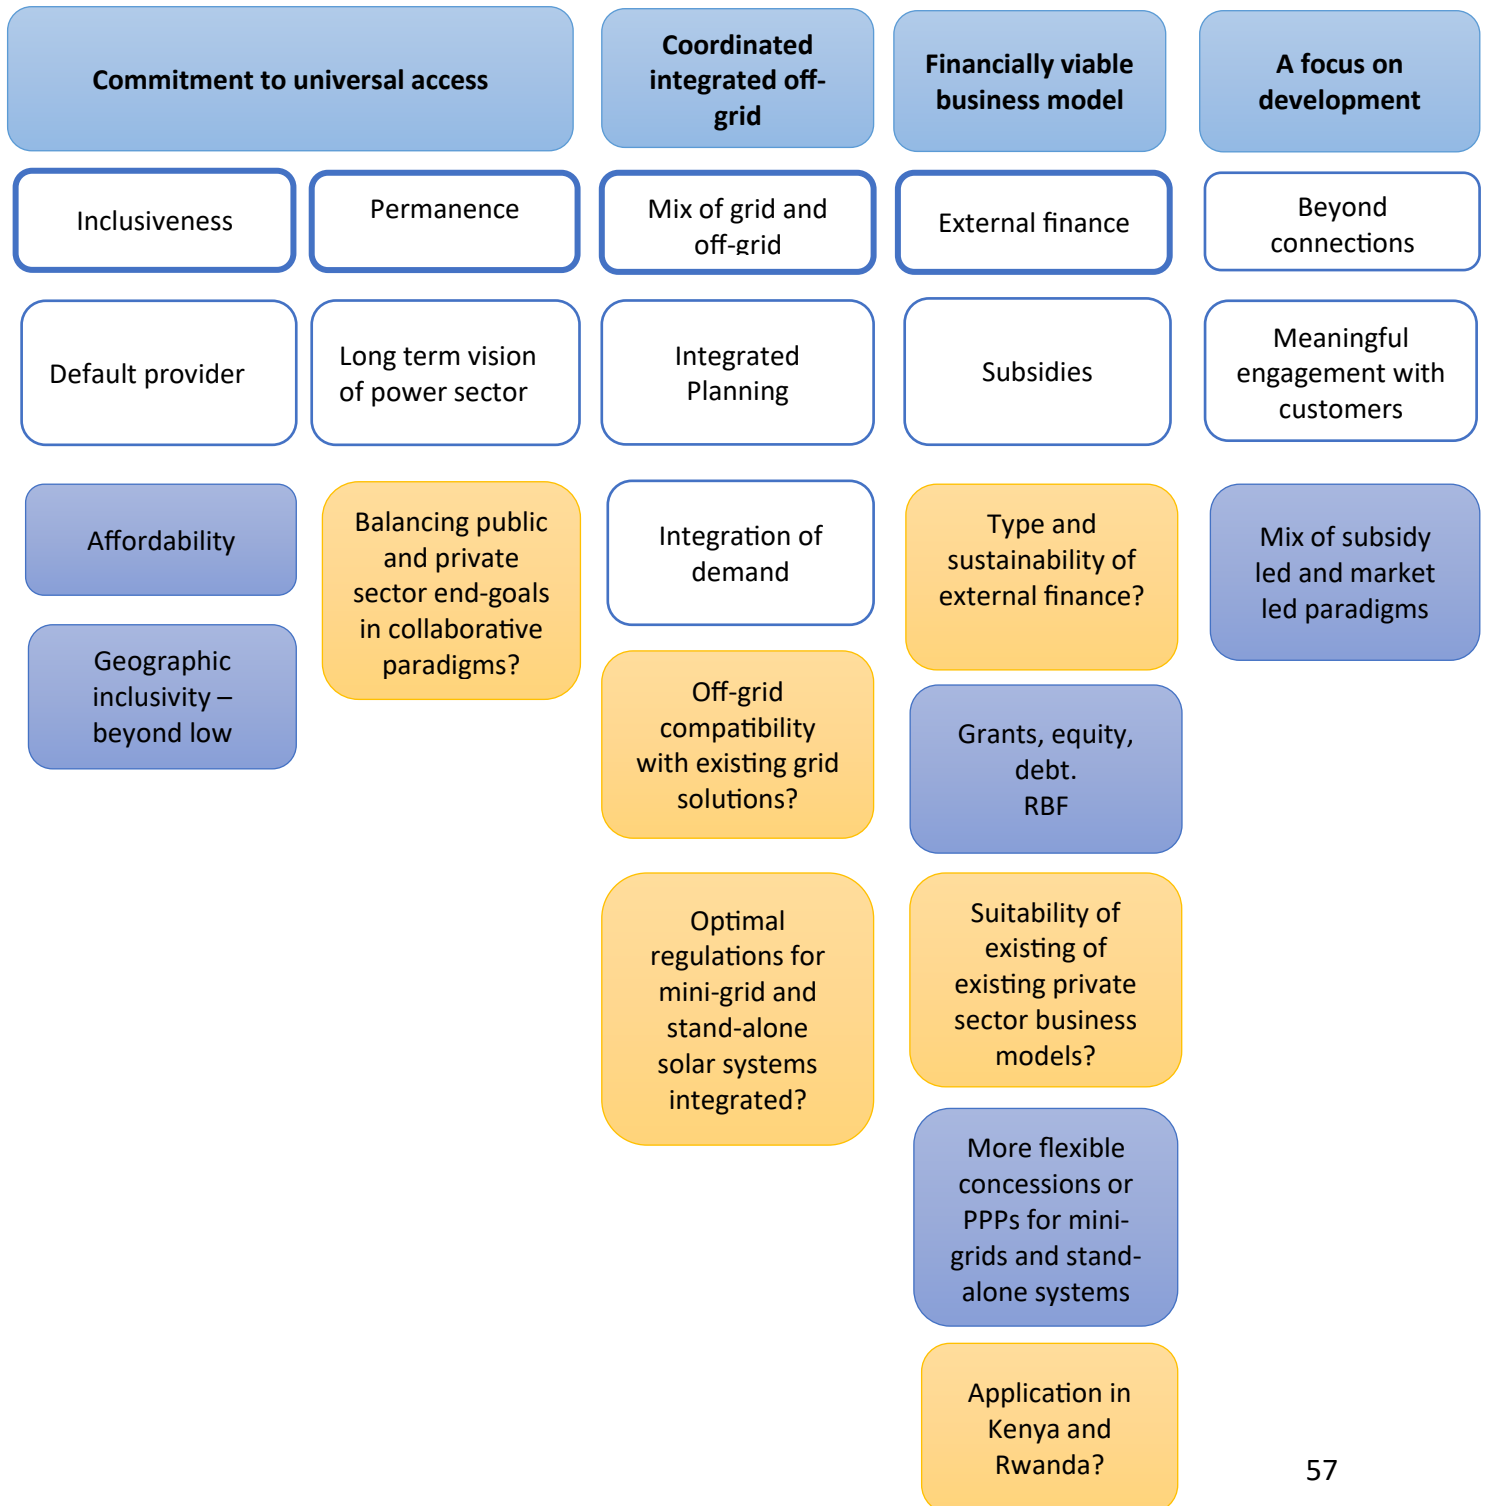 Commitment to universal access
Coordinated
integrated off-
grid
Financially viable
business model
A focus on
development
Inclusiveness
Permanence
Mix of grid and
off-grid
External finance
Beyond
connections
Default provider
Long term vision
of power sector
Integrated
Planning
Subsidies
Meaningful
engagement with
customers
Affordability
Balancing public
and private
sector end-goals
in collaborative
paradigms?
Integration of
demand
Type and
sustainability of
external finance?
Mix of subsidy
led and market
led paradigms
Geographic
inclusivity –
beyond low
Off-grid
compatibility
with existing grid
solutions?
Grants, equity,
debt.
RBF
Optimal
regulations for
mini-grid and
stand-alone
solar systems
integrated?
Suitability of
existing of
existing private
sector business
models?
More flexible
concessions or
PPPs for mini-
grids and stand-
alone systems
Application in
Kenya and
Rwanda?
57